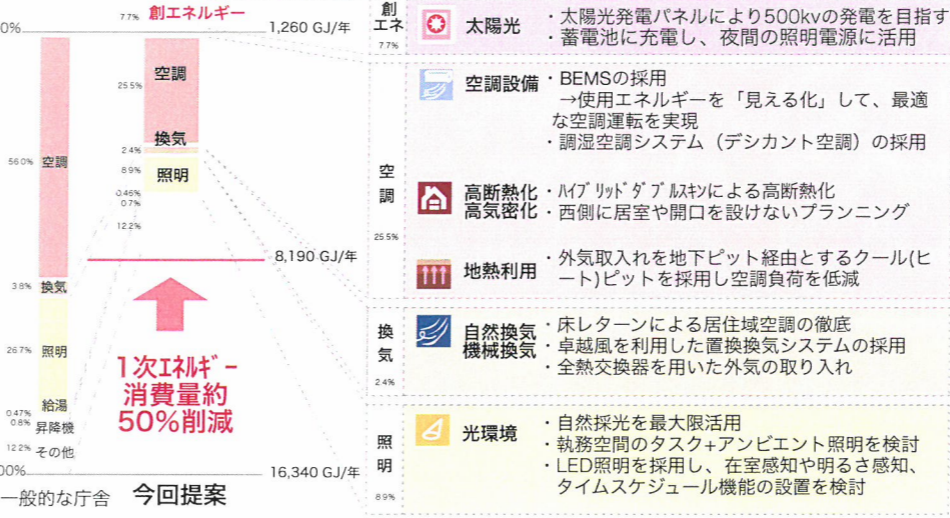 7.7%
創エネルギー
0%
1,260 GJ/年
空調
25.5%
換気
2.4%
8.9%
照明
0.46%
0.7%
12.2%
56.0%
空調
8,190 GJ/年
3.8%
換気
26.7%
照明
1次ｴﾈﾙｷﾞｰ
消費量約
50%削減
給湯
0.47%
0.8%
昇降機
12.2%
その他
00%
16,340 GJ/年
一般的な庁舎
今回提案
創
エネ
7.7%
太陽光
・太陽光発電パネルにより500kvの発電を目指す
・蓄電池に充電し、夜間の照明電源に活用
空
調
25.5%
空調設備
・BEMSの採用
→使用エネルギーを「見える化」して、最適
な空調運転を実現
・調湿空調システム（デシカント空調）の採用
高断熱化
高気密化
・ﾊｲﾌﾞﾘｯﾄﾞﾀﾞﾌﾞﾙｽｷﾝによる高断熱化
・西側に居室や開口を設けないプランニング
地熱利用
・外気取入れを地下ピット経由とするクール(ヒ
ート)ピットを採用し空調負荷を低減
換
気
2.4%
自然換気
機械換気
・床レターンによる居住域空調の徹底
・卓越風を利用した置換換気システムの採用
・全熱交換器を用いた外気の取り入れ
照
明
8.9%
光環境
・自然採光を最大限活用
・執務空間のタスク+アンビエント照明を検討
・LED照明を採用し、在室感知や明るさ感知、
タイムスケジュール機能の設置を検討